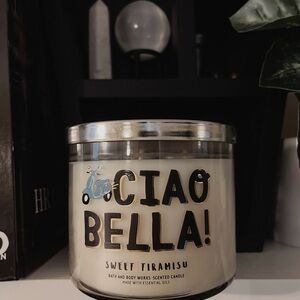 CIAO
BELLA!
SWEET TIRAMISU
BATH AND BODY WORKS · SCENTED CANDLE
MADE WITH ESSENTIAL OILS